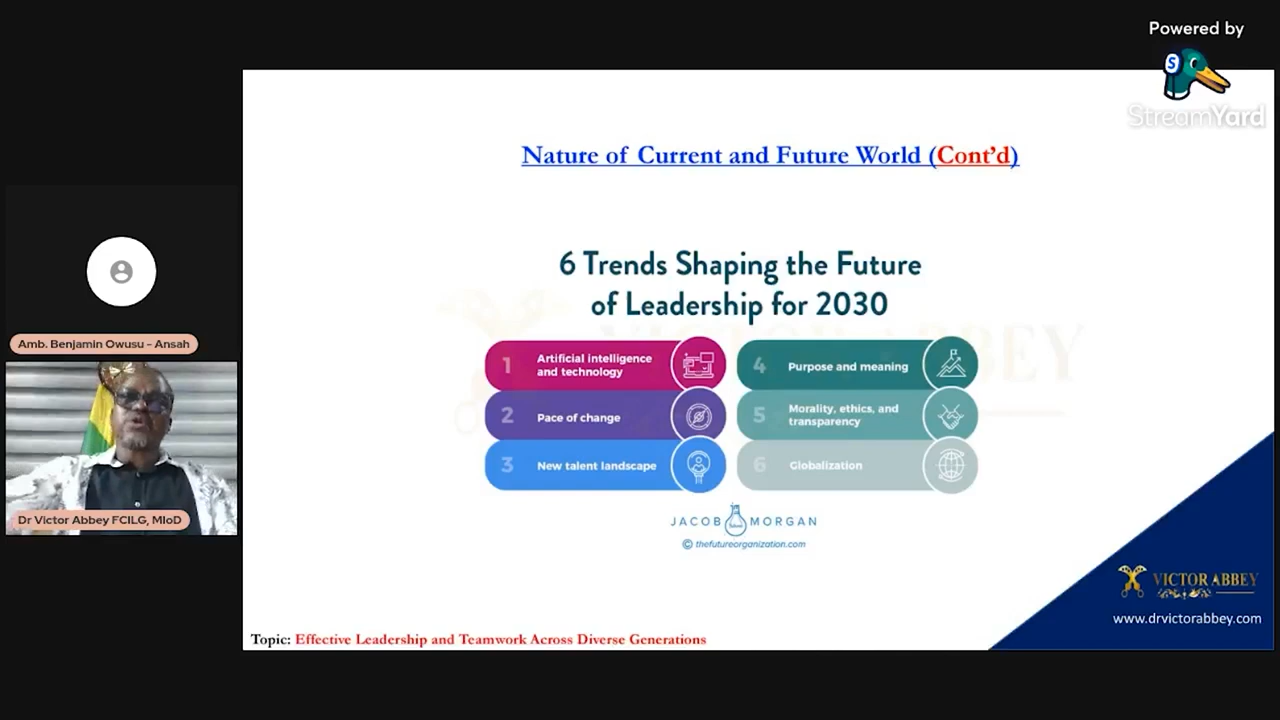 Powered by
StreamYard
Nature of Current and Future World (Cont'd)
6 Trends Shaping the Future
of Leadership for 2030
VICTOR ABBEY
1
Artificial intelligence
and technology
2
Pace of change
3
New talent landscape
4
Purpose and meaning
5
Morality, ethics, and
transparency
6
Globalization
JACOB MORGAN
© thefutureorganization.com
Amb. Benjamin Owusu – Ansah
Dr Victor Abbey FCILG, MIoD
VICTOR ABBEY
www.drvictorabbey.com
Topic: Effective Leadership and Teamwork Across Diverse Generations